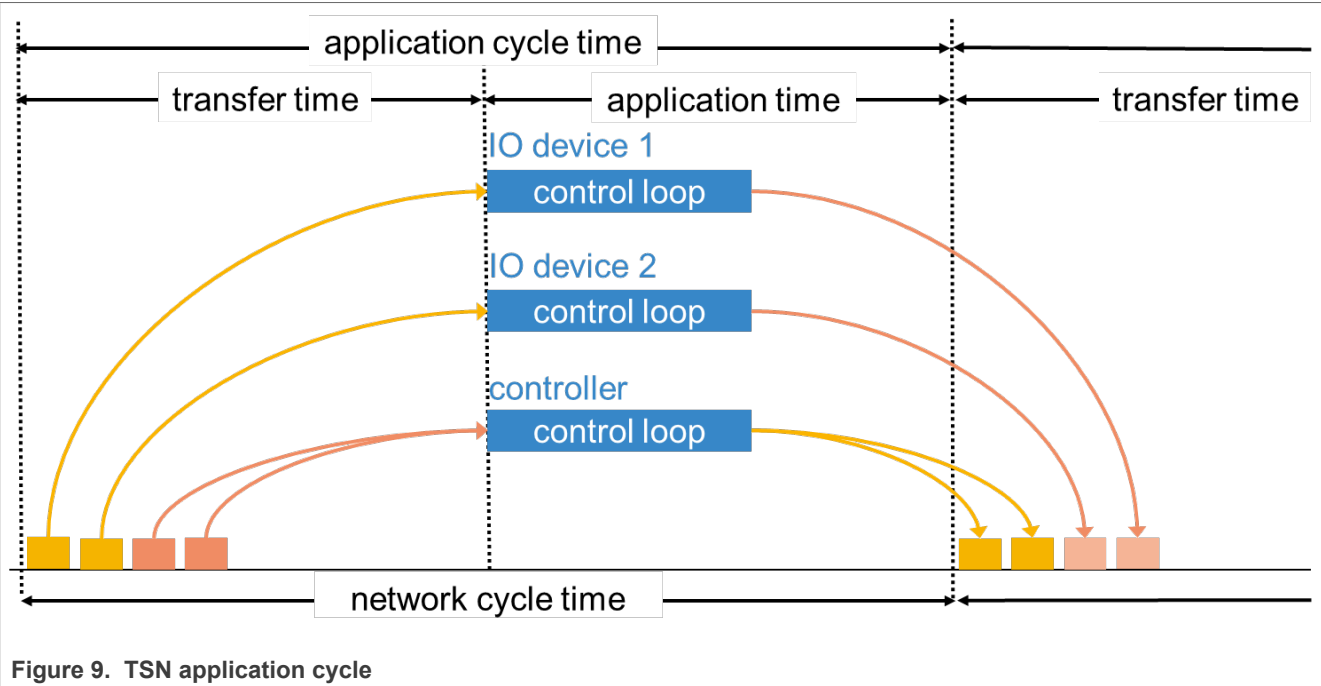 application cycle time
transfer time
application time
transfer time
IO device 1
control loop
IO device 2
control loop
controller
control loop
network cycle time
Figure 9. TSN application cycle